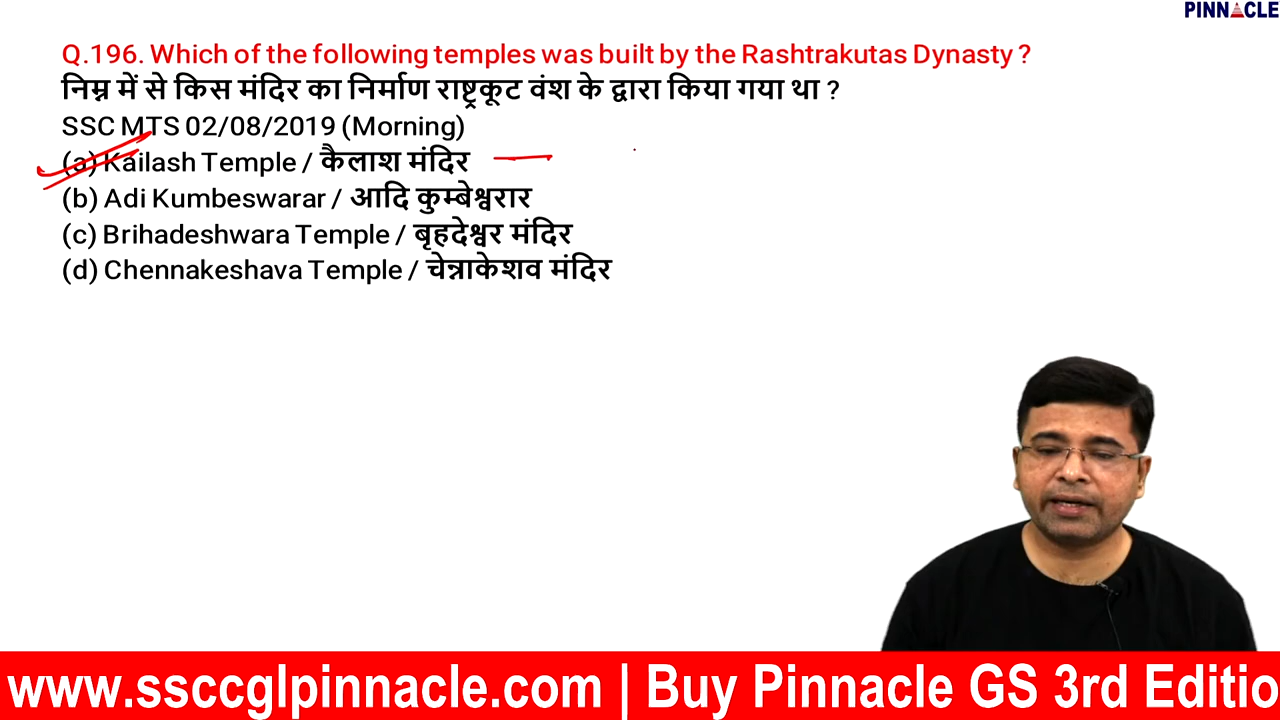 PINNACLE
Q.196. Which of the following temples was built by the Rashtrakutas Dynasty ?
निम्न में से किस मंदिर का निर्माण राष्ट्रकूट वंश के द्वारा किया गया था ?
SSC MTS 02/08/2019 (Morning)
(a) Kailash Temple / कैलाश मंदिर
(b) Adi Kumbeswarar / आदि कुम्बेश्वरार
(c) Brihadeshwara Temple / बृहदेश्वर मंदिर
(d) Chennakeshava Temple / चेन्नाकेशव मंदिर
www.ssccglpinnacle.com | Buy Pinnacle GS 3rd Editio